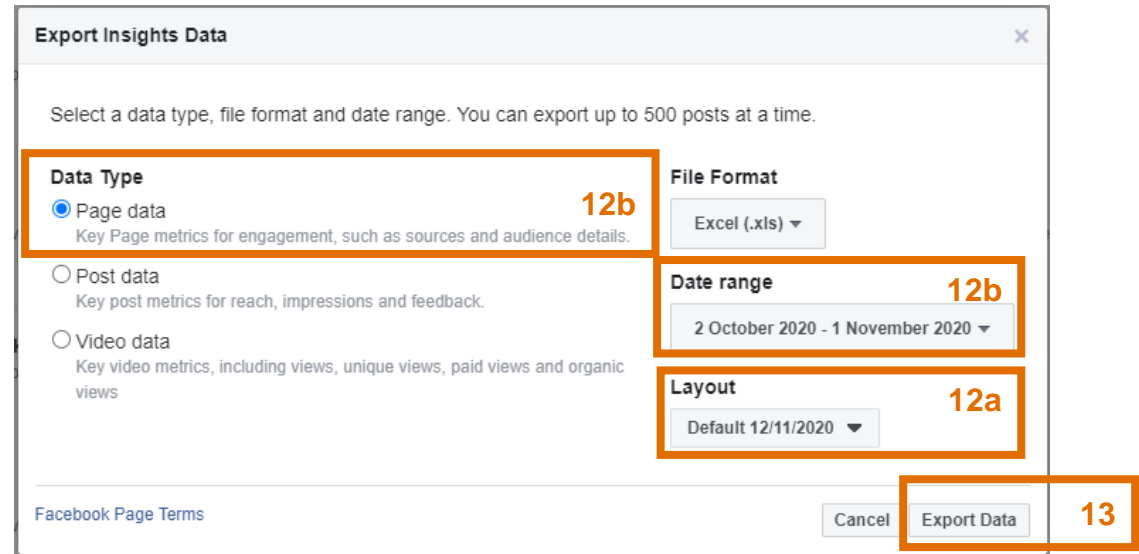 Export Insights Data ×
Select a data type, file format and date range. You can export up to 500 posts at a time.
Data Type
12b
Page data
Key Page metrics for engagement, such as sources and audience details.
Post data
Key post metrics for reach, impressions and feedback.
Video data
Key video metrics, including views, unique views, paid views and organic
views
File Format
Excel (.xls)
Date range
12b
2 October 2020 - 1 November 2020
Layout
12a
Default 12/11/2020
Facebook Page Terms
Cancel
Export Data
13